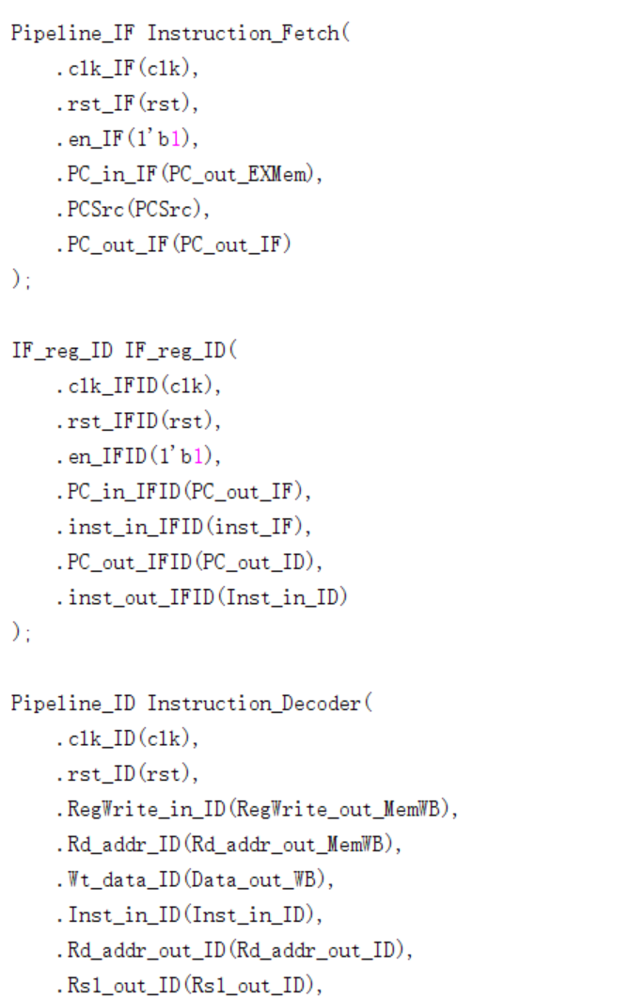 Pipeline_IF Instruction_Fetch(
.clk_IF(clk),
.rst_IF(rst),
.en_IF(1'b1),
.PC_in_IF(PC_out_EXMem),
.PCSrc(PCSrc),
.PC_out_IF(PC_out_IF)
);
IF_reg_ID IF_reg_ID(
.clk_IFID(clk),
.rst_IFID(rst),
.en_IFID(1'b1),
.PC_in_IFID(PC_out_IF),
.inst_in_IFID(inst_IF),
.PC_out_IFID(PC_out_ID),
.inst_out_IFID(Inst_in_ID)
);
Pipeline_ID Instruction_Decoder(
.clk_ID(clk),
.rst_ID(rst),
.RegWrite_in_ID(RegWrite_out_MemWB),
.Rd_addr_ID(Rd_addr_out_MemWB),
.Wt_data_ID(Data_out_WB),
.Inst_in_ID(Inst_in_ID),
.Rd_addr_out_ID(Rd_addr_out_ID),
.Rs1_out_ID(Rs1_out_ID),